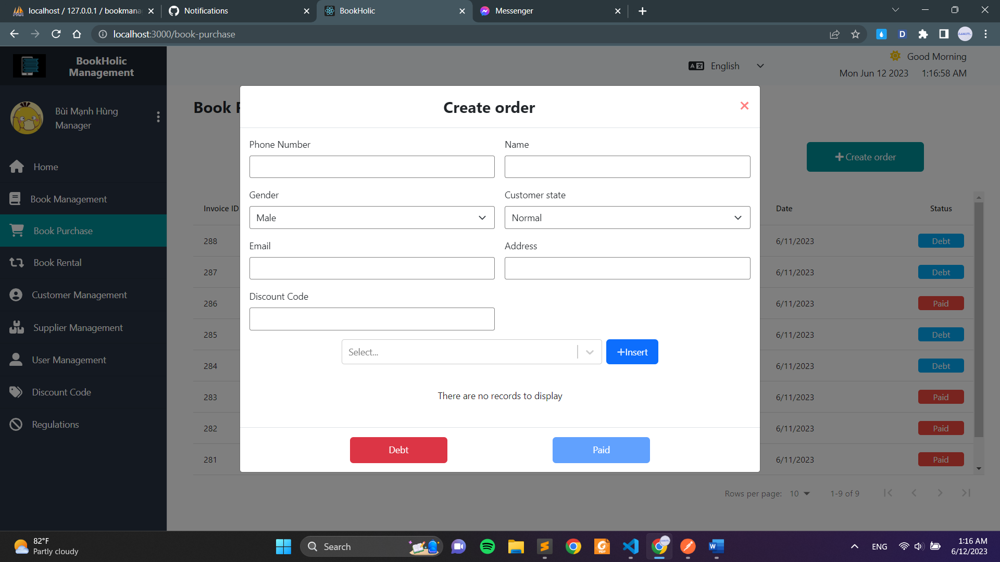 localhost / 127.0.0.1 / bookmana
Notifications
BookHolic
Messenger
localhost:3000/book-purchase
D
BookHolic
Management
English
Good Morning
Mon Jun 12 2023 1:16:58 AM
Bùi Mạnh Hùng
Manager
Home
Book Management
Book Purchase
Book Rental
Customer Management
Supplier Management
User Management
Discount Code
Regulations
Book P
Create order
Create order
Phone Number
Name
Gender
Customer state
Male
Normal
Email
Address
Discount Code
Select...
Insert
There are no records to display
Debt
Paid
Invoice ID
Date
Status
288
6/11/2023
Debt
287
6/11/2023
Debt
286
6/11/2023
Paid
285
6/11/2023
Debt
284
6/11/2023
Debt
283
6/11/2023
Paid
282
6/11/2023
Paid
281
6/11/2023
Paid
Rows per page: 10
1-9 of 9
82°F
Partly cloudy
Search
PDF
W
ENG
1:16 AM
6/12/2023